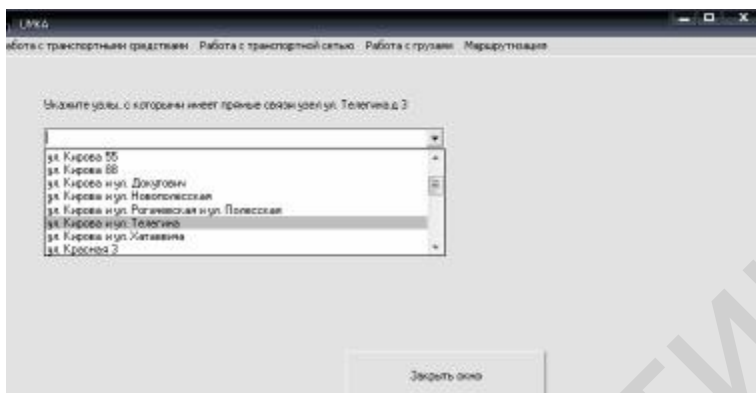 UMKA
абота с транспортными средствами Работа с транспортной сетью Работа с грузами Маршрутизация
Укажите узлы, с которыми имеет прямые связи узел ул. Телегина д 3
ул. Кирова 55
ул. Кирова 88
ул. Кирова и ул. Докутович
ул. Кирова и ул. Новополесская
ул. Кирова и ул. Рогачевская и ул. Полесская
ул. Кирова и ул. Телегина
ул. Кирова и ул. Хатаевича
ул. Красная 3
Закрыть окно